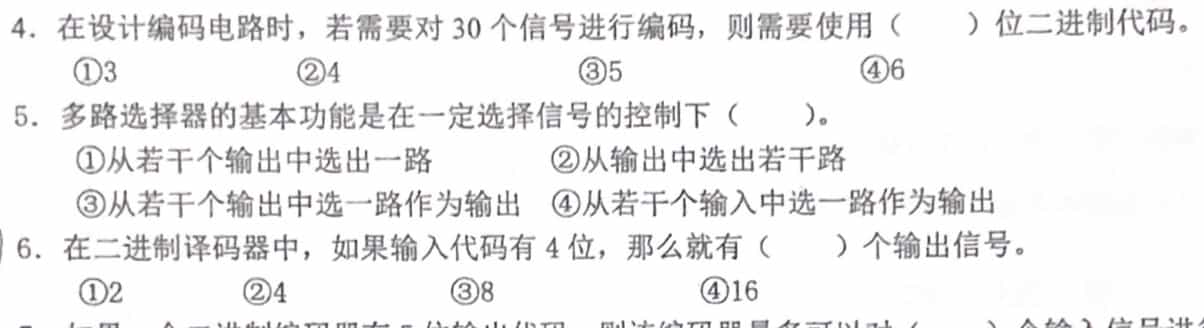 4．在设计编码电路时，若需要对 30 个信号进行编码，则需要使用（　　）位二进制代码。
①3　②4　③5　④6
5．多路选择器的基本功能是在一定选择信号的控制下（　　）。
①从若干个输出中选出一路　②从输出中选出若干路
③从若干个输出中选一路作为输出　④从若干个输入中选一路作为输出
6．在二进制译码器中，如果输入代码有 4 位，那么就有（　　）个输出信号。
①2　②4　③8　④16